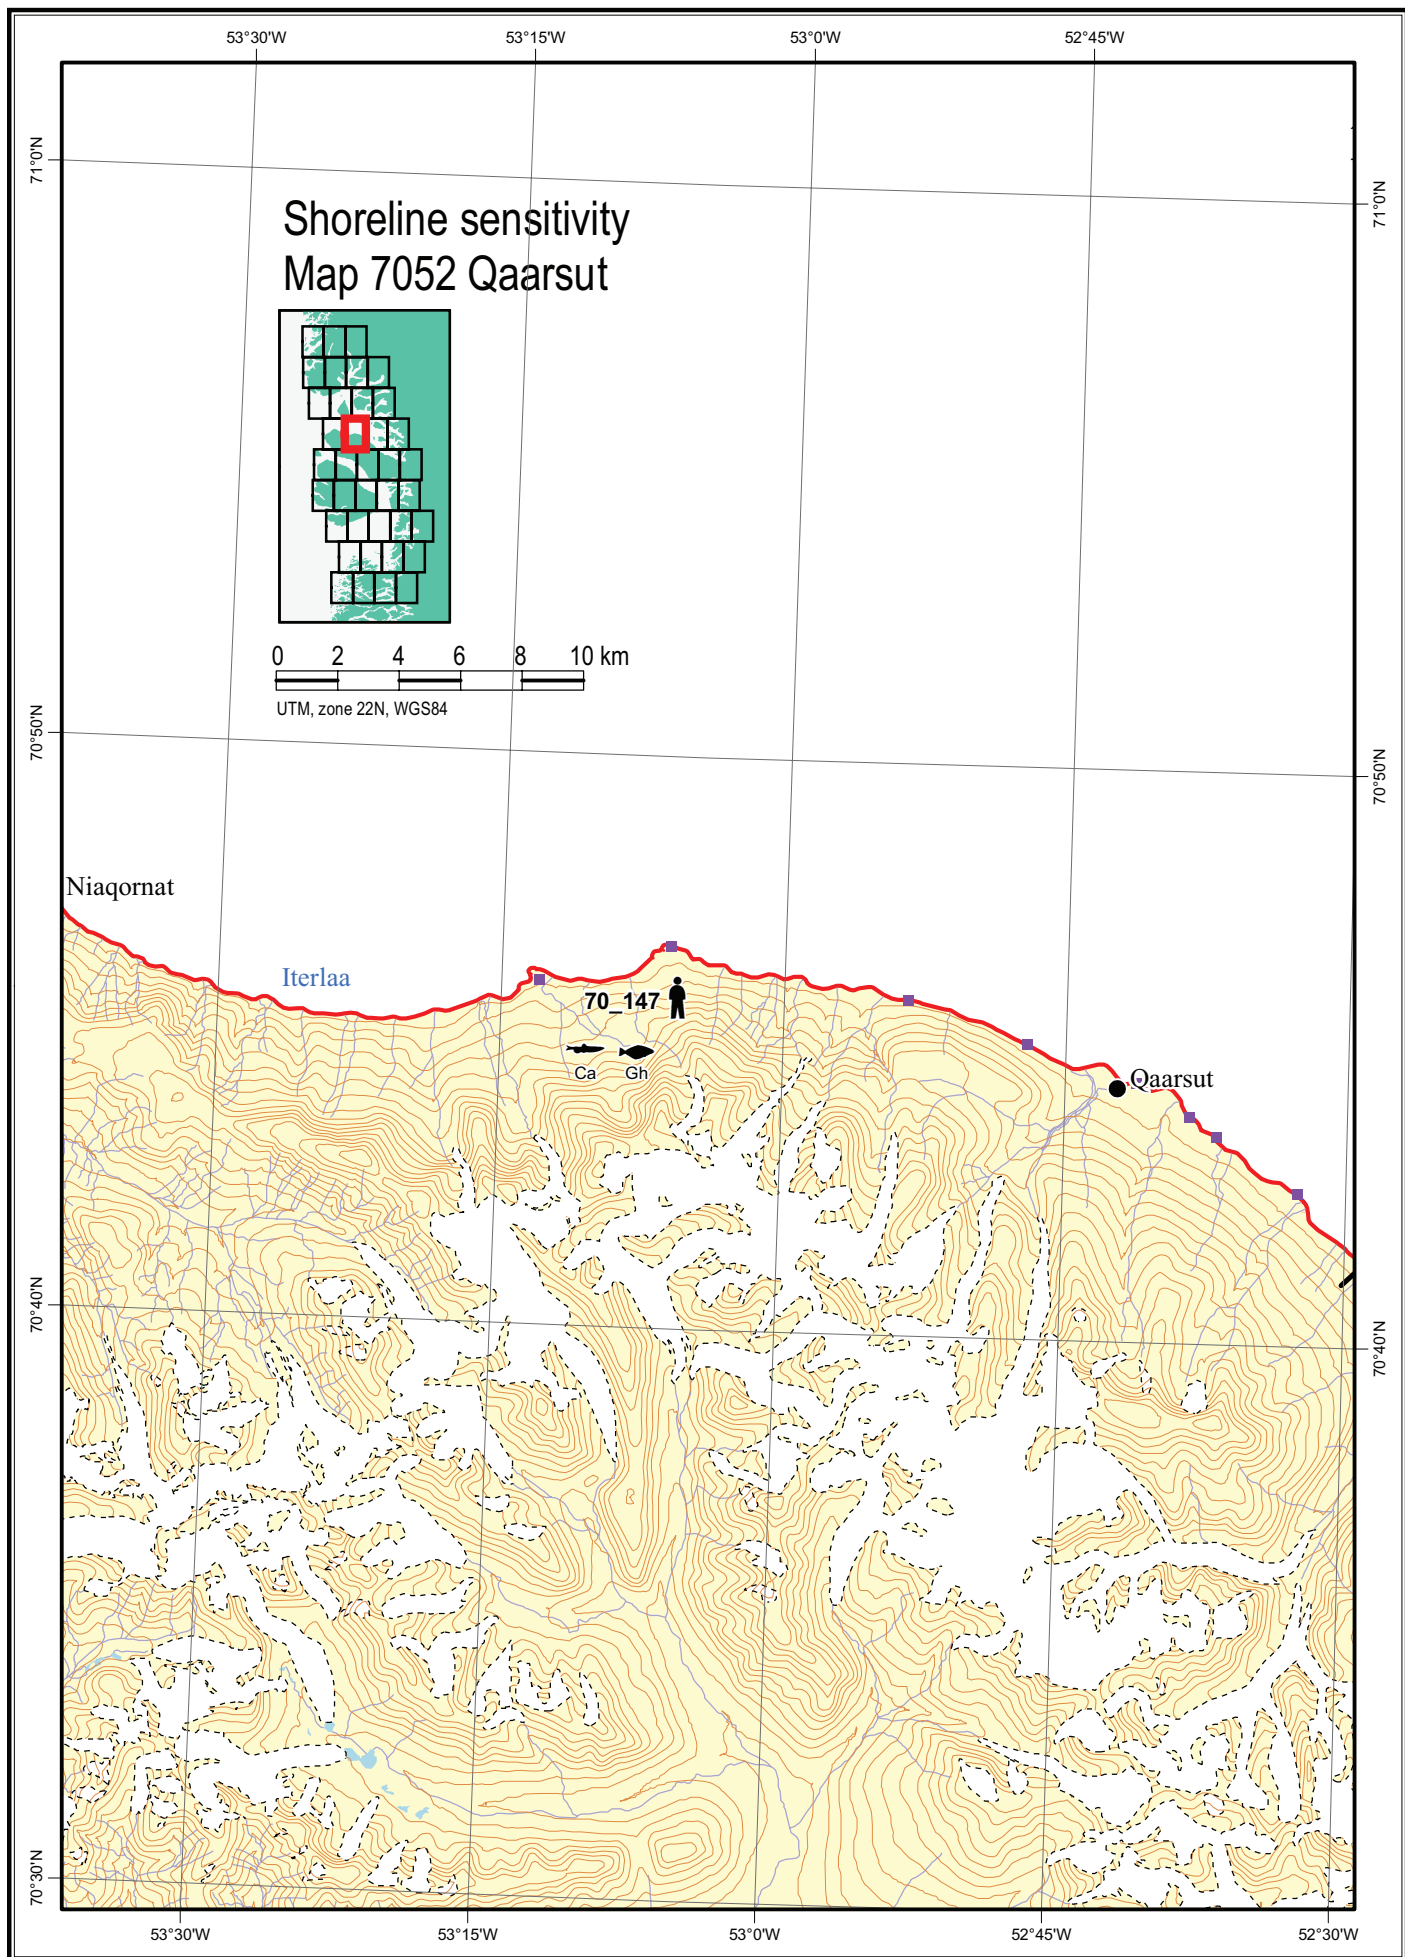 53°30'W 53°15'W 53°0'W 52°45'W
71°0'N
71°0'N
Shoreline sensitivity
Map 7052 Qaarsut
0 2 4 6 8 10 km
UTM, zone 22N, WGS84
70°50'N
70°50'N
Niaqornat
Iterlaa
70_147
Ca Gh
Qaarsut
70°40'N
70°40'N
70°30'N
53°30'W 53°15'W 53°0'W 52°45'W 52°30'W